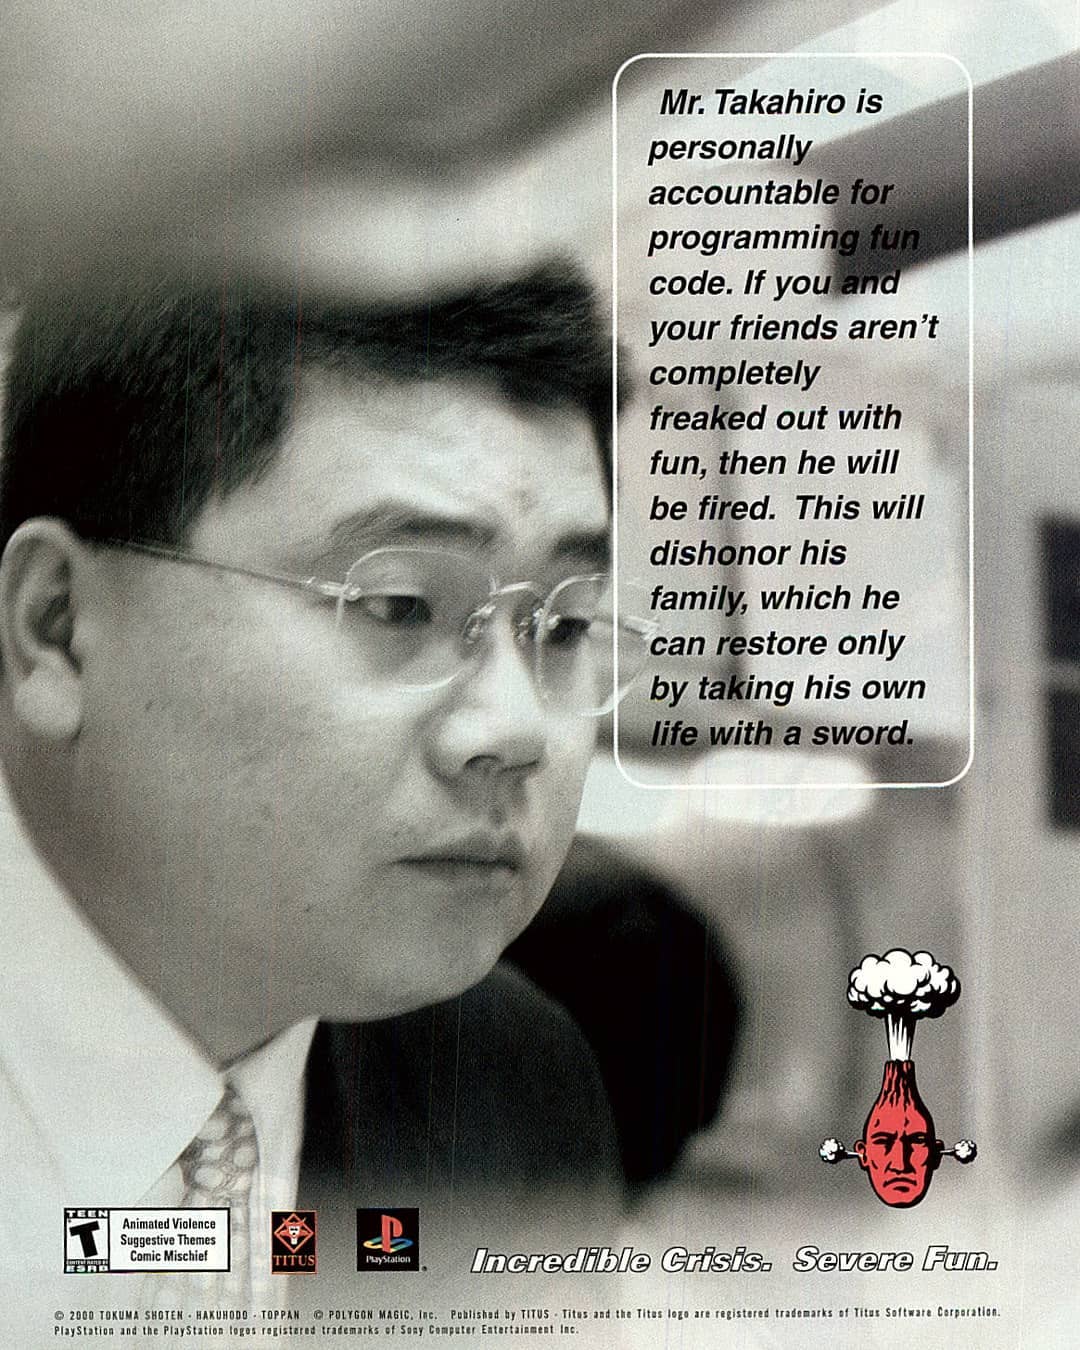 Mr. Takahiro is
personally
accountable for
programming fun
code. If you and
your friends aren't
completely
freaked out with
fun, then he will
be fired.  This will
dishonor his
family, which he
can restore only
by taking his own
life with a sword.
TEEN
T
CONTENT RATED BY
ESRB
Animated Violence
Suggestive Themes
Comic Mischief
TITUS
PlayStation
Incredible Crisis.  Severe Fun.
© 2000 TOKUMA SHOTEN - HAKUHODO - TOPPAN  © POLYGON MAGIC, Inc.  Published by TITUS - Titus and the Titus logo are registered trademarks of Titus Software Corporation.
PlayStation and the PlayStation logos registered trademarks of Sony Computer Entertainment Inc.